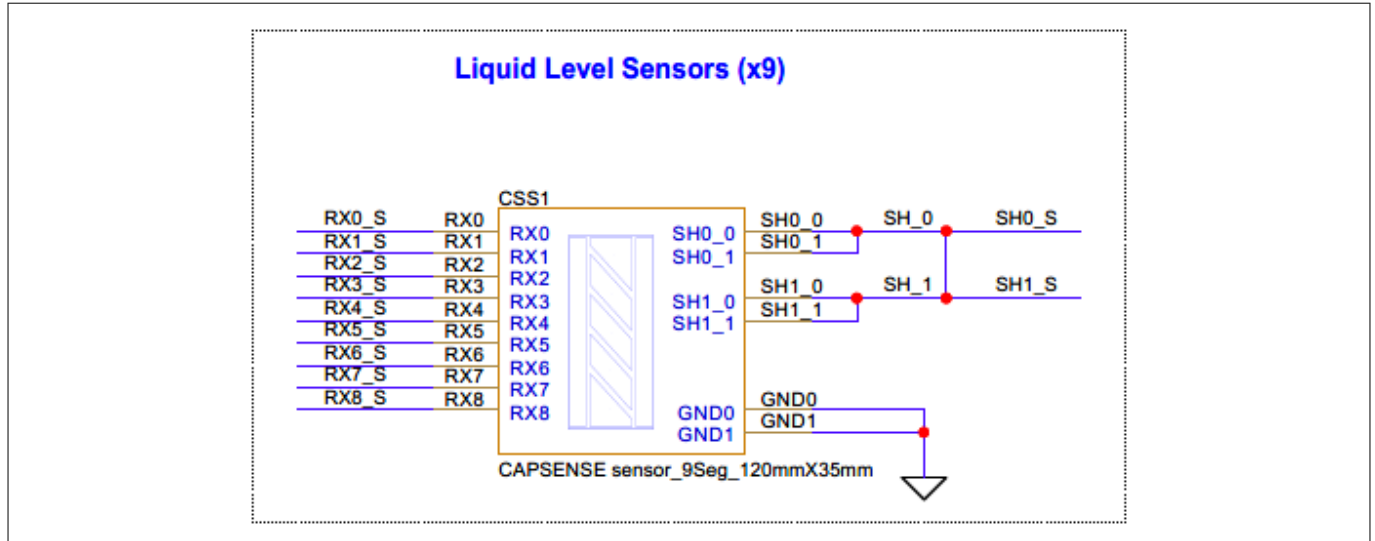 Liquid Level Sensors (x9)
CSS1
RX0_S RX0 RX0 SH0_0 SH0_0 SH_0 SH0_S
RX1_S RX1 RX1 SH0_1 SH0_1
RX2_S RX2 RX2
RX3_S RX3 RX3 SH1_0 SH1_0 SH_1 SH1_S
RX4_S RX4 RX4 SH1_1 SH1_1
RX5_S RX5 RX5
RX6_S RX6 RX6
RX7_S RX7 RX7
RX8_S RX8 RX8 GND0 GND0
GND1 GND1
CAPSENSE sensor_9Seg_120mmX35mm